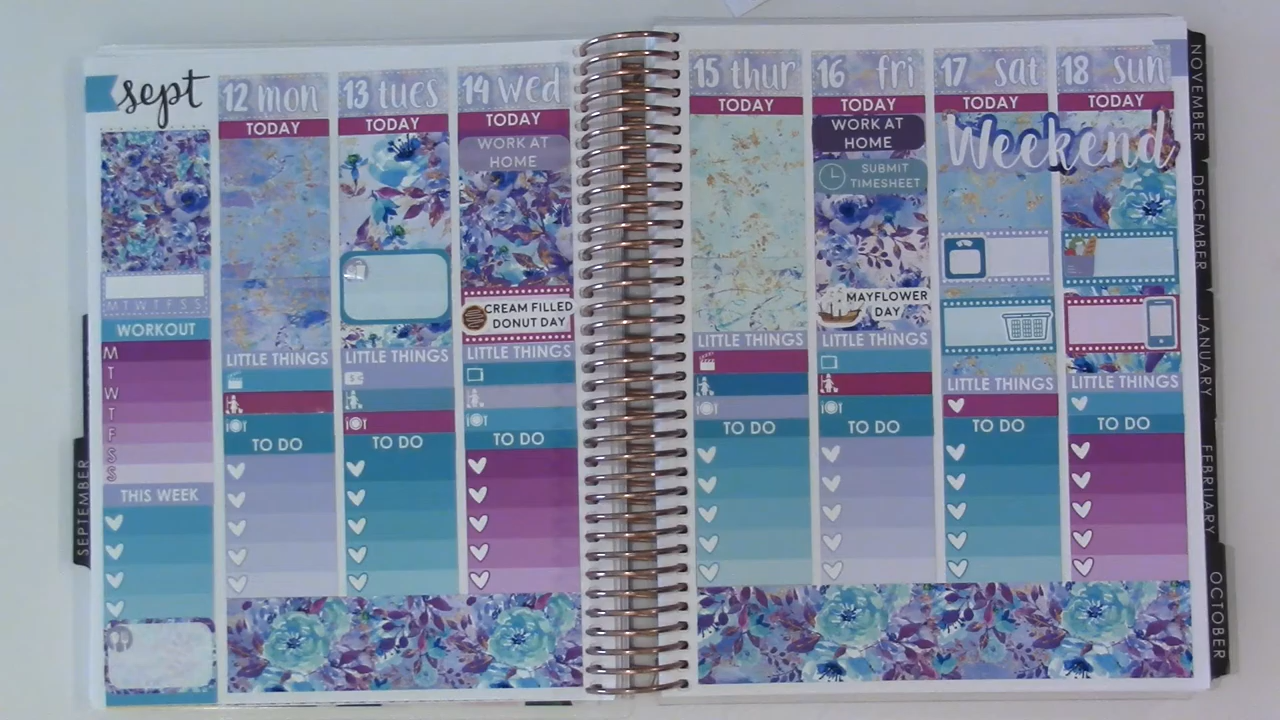 sept
MTWTFSS
WORKOUT
M
T
W
T
F
S
S
THIS WEEK
12 mon
TODAY
LITTLE THINGS
TO DO
13 tues
TODAY
LITTLE THINGS
TO DO
14 wed
TODAY
WORK AT
HOME
CREAM FILLED
DONUT DAY
LITTLE THINGS
TO DO
15 thur
TODAY
LITTLE THINGS
TO DO
16 fri
TODAY
WORK AT
HOME
SUBMIT
TIMESHEET
MAYFLOWER
DAY
LITTLE THINGS
TO DO
17 sat
TODAY
Weekend
LITTLE THINGS
TO DO
18 sun
TODAY
LITTLE THINGS
TO DO
SEPTEMBER
NOVEMBER
DECEMBER
JANUARY
FEBRUARY
OCTOBER